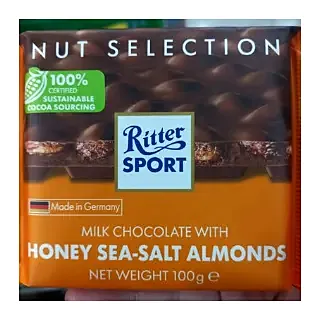 NUT SELECTION
100%
CERTIFIED
SUSTAINABLE
COCOA SOURCING
Ritter
SPORT
Made in Germany
MILK CHOCOLATE WITH
HONEY SEA-SALT ALMONDS
NET WEIGHT 100g ℮